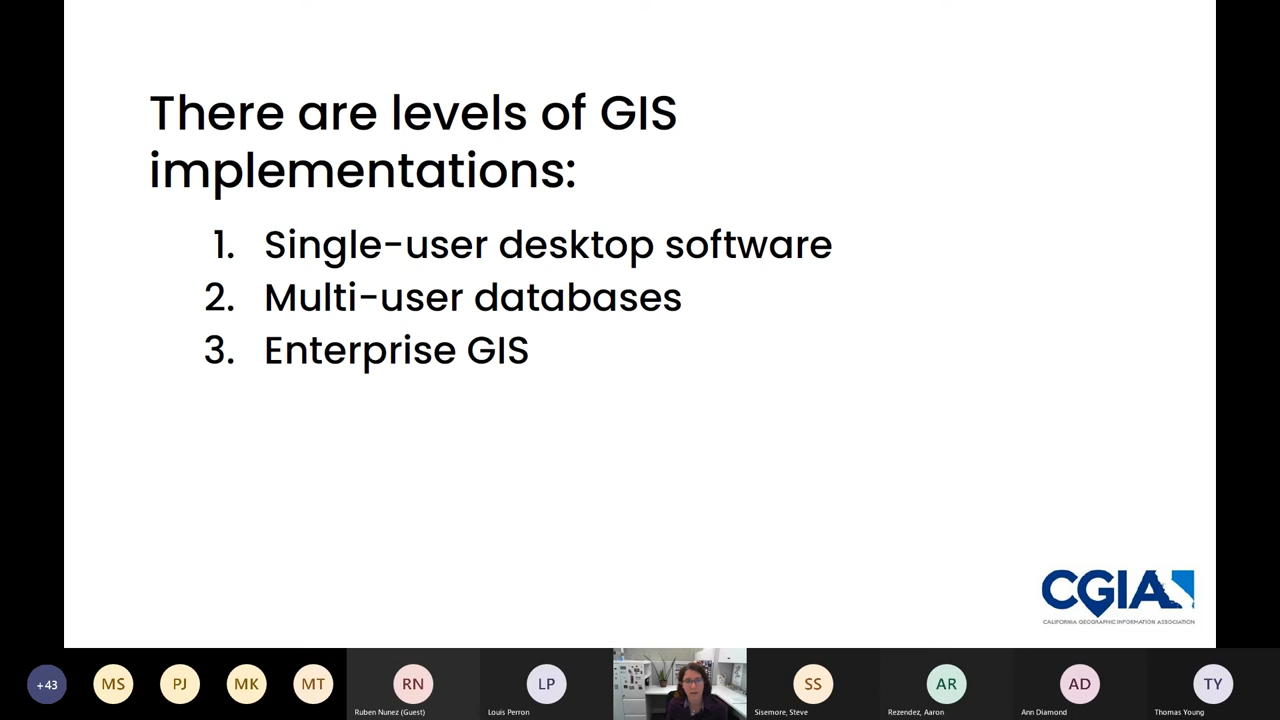 There are levels of GIS
implementations:
1. Single-user desktop software
2. Multi-user databases
3. Enterprise GIS
CGIA
CALIFORNIA GEOGRAPHIC INFORMATION ASSOCIATION
+43
MS
PJ
MK
MT
RN
Ruben Nunez (Guest)
LP
Louis Perron
SS
Sisemore, Steve
AR
Rezendez, Aaron
AD
Ann Diamond
TY
Thomas Young